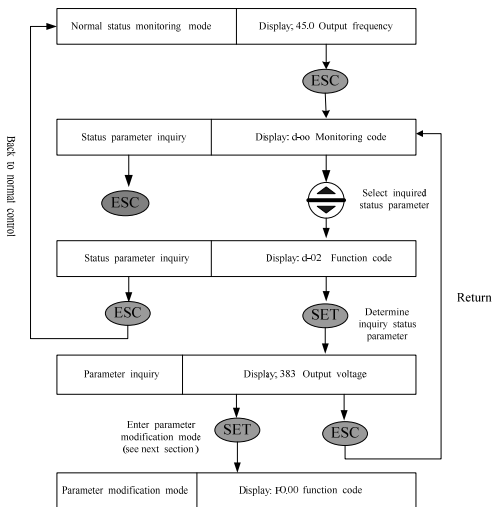 Normal status monitoring mode
Display; 45.0 Output frequency
ESC
Status parameter inquiry
Display: d-oo Monitoring code
ESC
Select inquired
status parameter
Back to normal control
Status parameter inquiry
Display: d-02 Function code
ESC
SET
Determine
inquiry status
parameter
Return
Parameter inquiry
Display; 383 Output voltage
Enter parameter
modification mode
(see next section)
SET
ESC
Parameter modification mode
Display: F0.00 function code